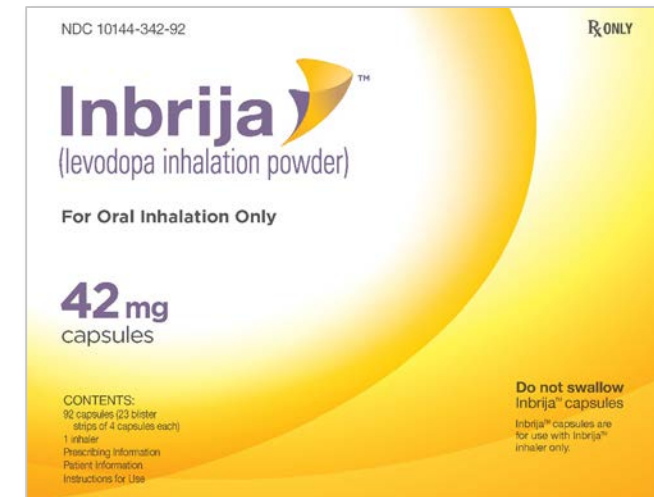 NDC 10144-342-92
Rx ONLY
Inbrija™
(levodopa inhalation powder)
For Oral Inhalation Only
42 mg
capsules
CONTENTS:
92 capsules (23 blister
strips of 4 capsules each)
1 inhaler
Prescribing Information
Patient Information
Instructions for Use
Do not swallow
Inbrija™ capsules
Inbrija™ capsules are
for use with Inbrija™
inhaler only.